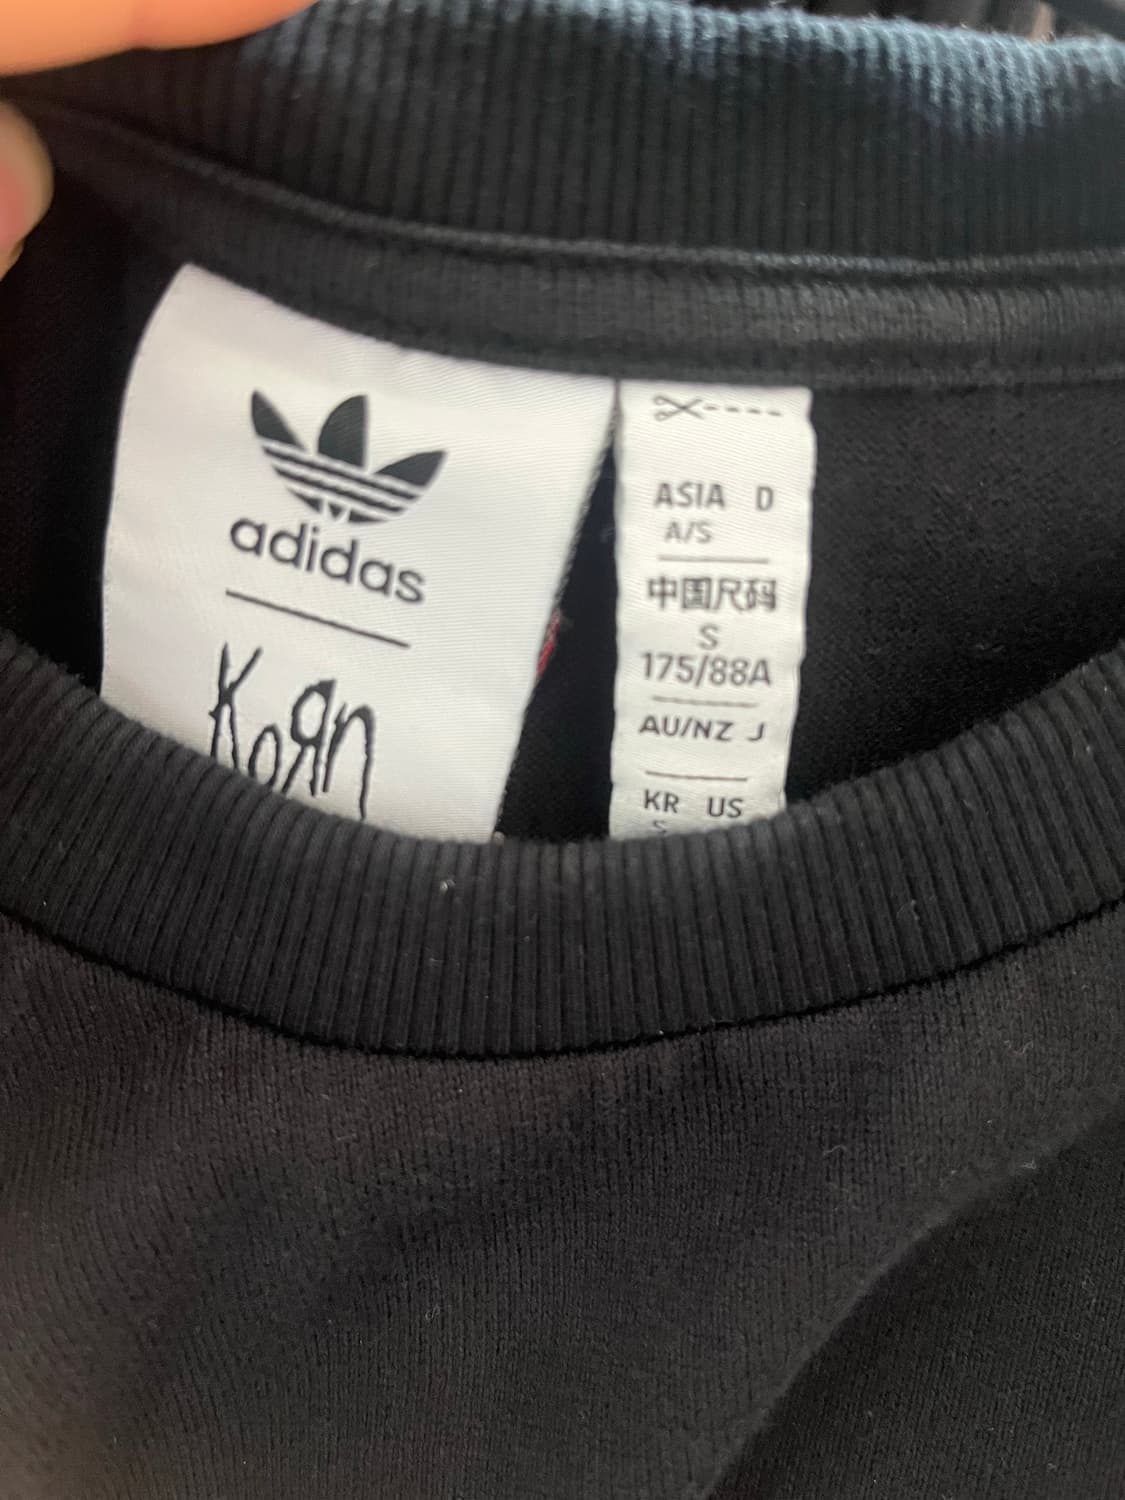 adidas
KoЯn
ASIA D
A/S
中国尺码
S
175/88A
AU/NZ J
KR US
S